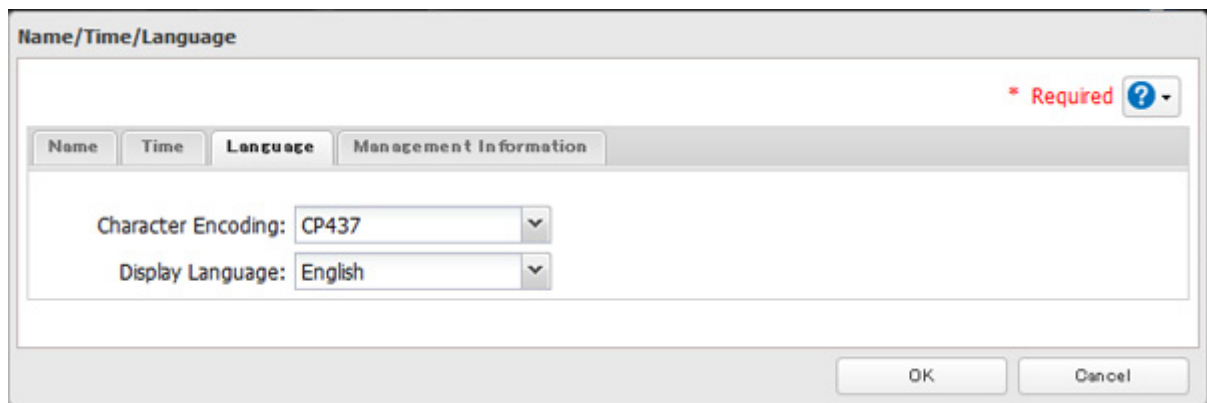 Name/Time/Language
* Required ?
Name Time Language Management Information
Character Encoding: CP437
Display Language: English
OK Cancel